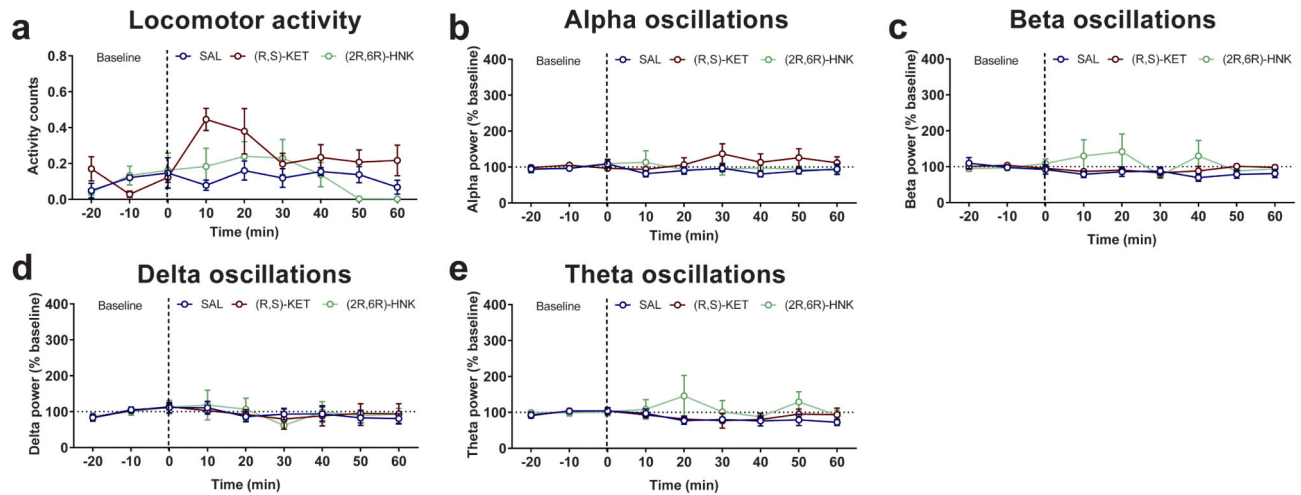 a Locomotor activity
Baseline SAL (R,S)-KET (2R,6R)-HNK
Activity counts
0.8
0.6
0.4
0.2
0.0
-20 -10 0 10 20 30 40 50 60
Time (min)
b Alpha oscillations
Baseline SAL (R,S)-KET (2R,6R)-HNK
Alpha power (% baseline)
400
300
200
100
0
-20 -10 0 10 20 30 40 50 60
Time (min)
c Beta oscillations
Baseline SAL (R,S)-KET (2R,6R)-HNK
Beta power (% baseline)
400
300
200
100
0
-20 -10 0 10 20 30 40 50 60
Time (min)
d Delta oscillations
Baseline SAL (R,S)-KET (2R,6R)-HNK
Delta power (% baseline)
400
300
200
100
0
-20 -10 0 10 20 30 40 50 60
Time (min)
e Theta oscillations
Baseline SAL (R,S)-KET (2R,6R)-HNK
Theta power (% baseline)
400
300
200
100
0
-20 -10 0 10 20 30 40 50 60
Time (min)